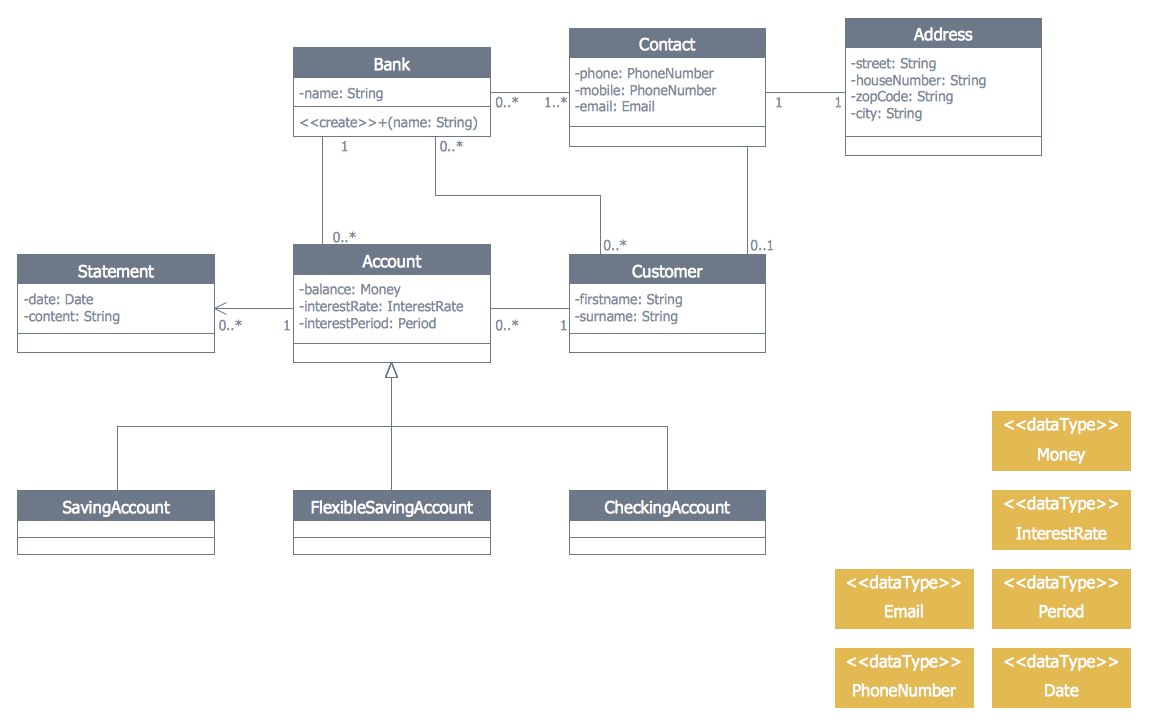 Bank
-name: String
<<create>>+(name: String)
0..*
1..*
1
0..*
Contact
-phone: PhoneNumber
-mobile: PhoneNumber
-email: Email
1
1
Address
-street: String
-houseNumber: String
-zopCode: String
-city: String
0..*
0..*
0..1
Statement
-date: Date
-content: String
0..*
1
Account
-balance: Money
-interestRate: InterestRate
-interestPeriod: Period
0..*
1
Customer
-firstname: String
-surname: String
SavingAccount
FlexibleSavingAccount
CheckingAccount
<<dataType>>
Money
<<dataType>>
InterestRate
<<dataType>>
Email
<<dataType>>
Period
<<dataType>>
PhoneNumber
<<dataType>>
Date